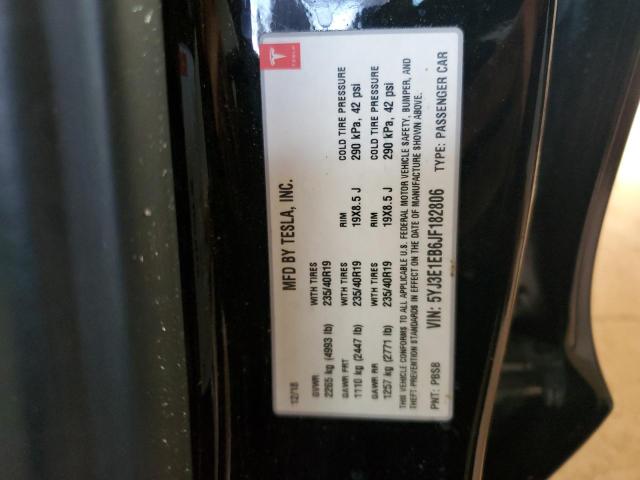 12/18 MFD BY TESLA, INC. TESLA
GVWR WITH TIRES RIM COLD TIRE PRESSURE
2265 kg (4993 lb) 235/40R19 19X8.5 J 290 kPa, 42 psi
GAWR FRT WITH TIRES RIM COLD TIRE PRESSURE
1110 kg (2447 lb) 235/40R19 19X8.5 J 290 kPa, 42 psi
GAWR RR
1257 kg (2771 lb) 235/40R19
THIS VEHICLE CONFORMS TO ALL APPLICABLE U.S. FEDERAL MOTOR VEHICLE SAFETY, BUMPER, AND
THEFT PREVENTION STANDARDS IN EFFECT ON THE DATE OF MANUFACTURE SHOWN ABOVE.
PNT: PBSB VIN: 5YJ3E1EB6JF182806 TYPE: PASSENGER CAR